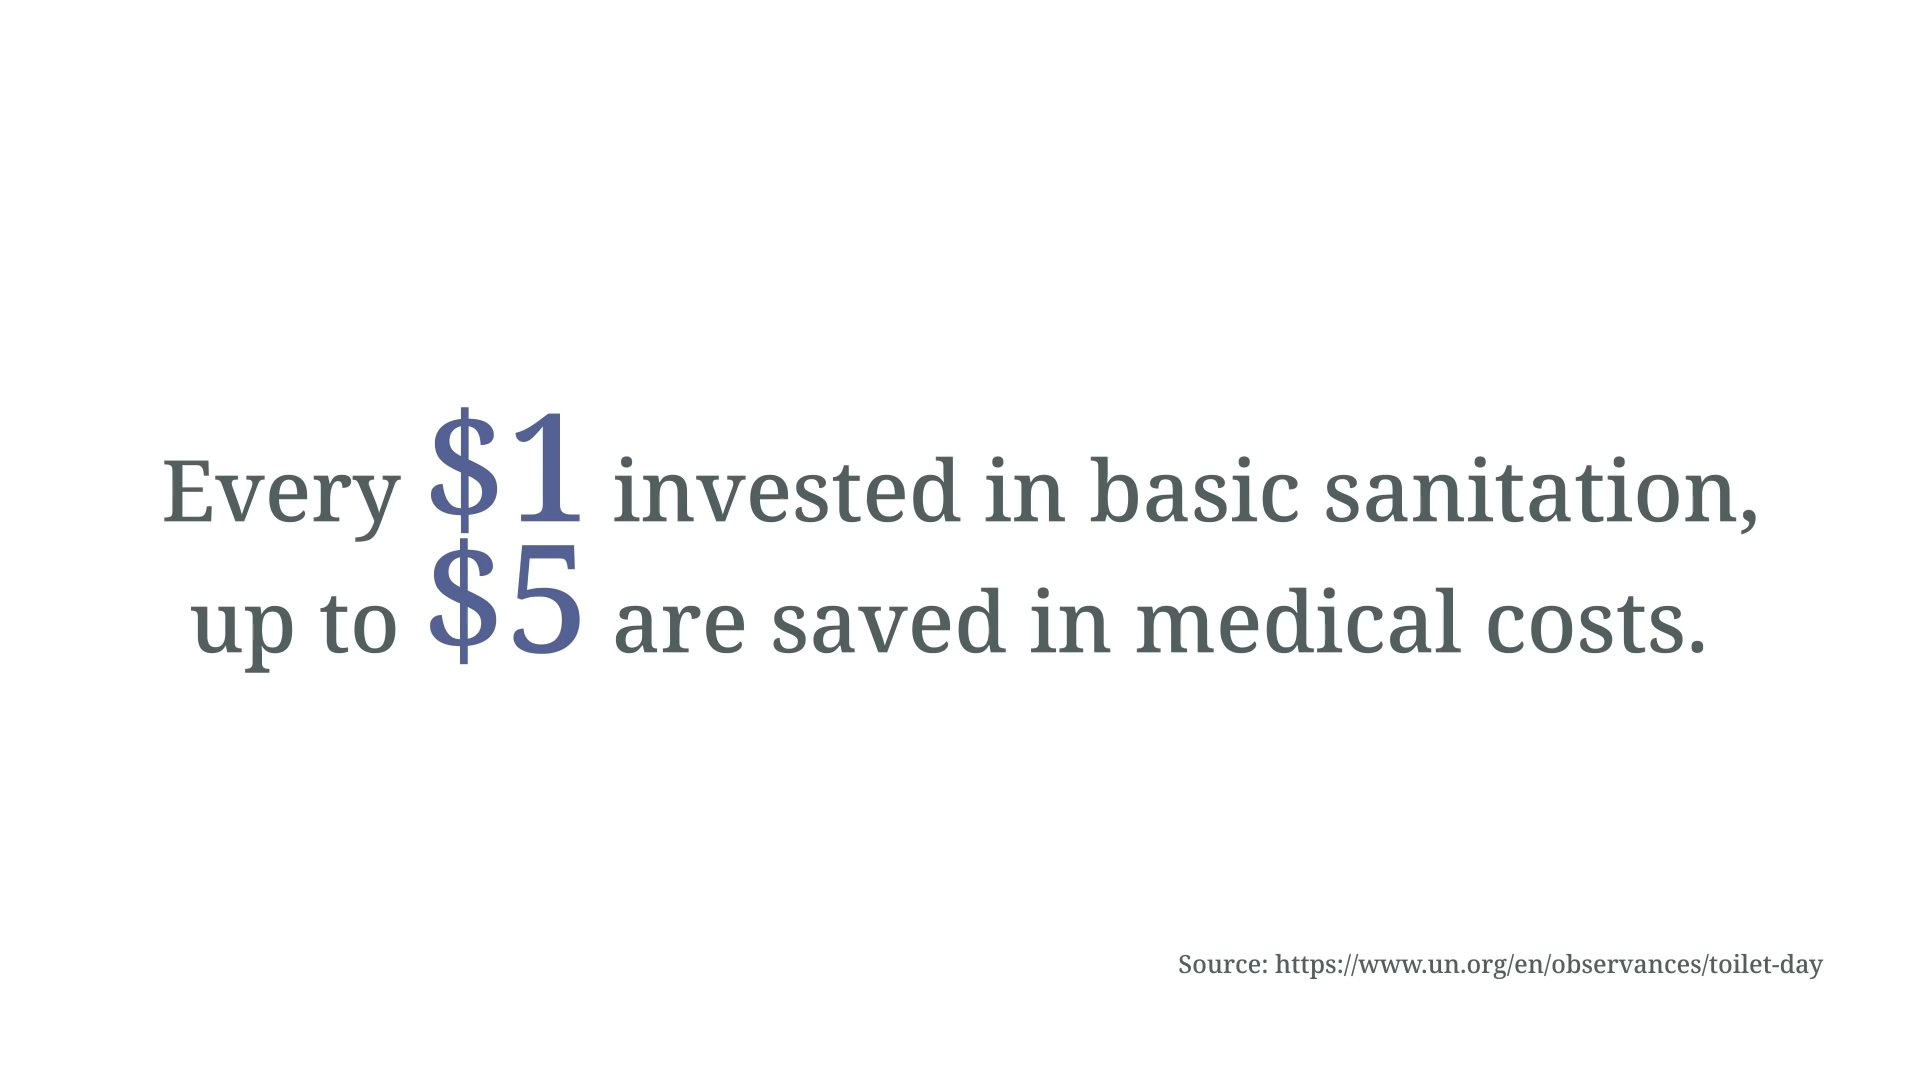 Every $1 invested in basic sanitation,
up to $5 are saved in medical costs.
Source: https://www.un.org/en/observances/toilet-day